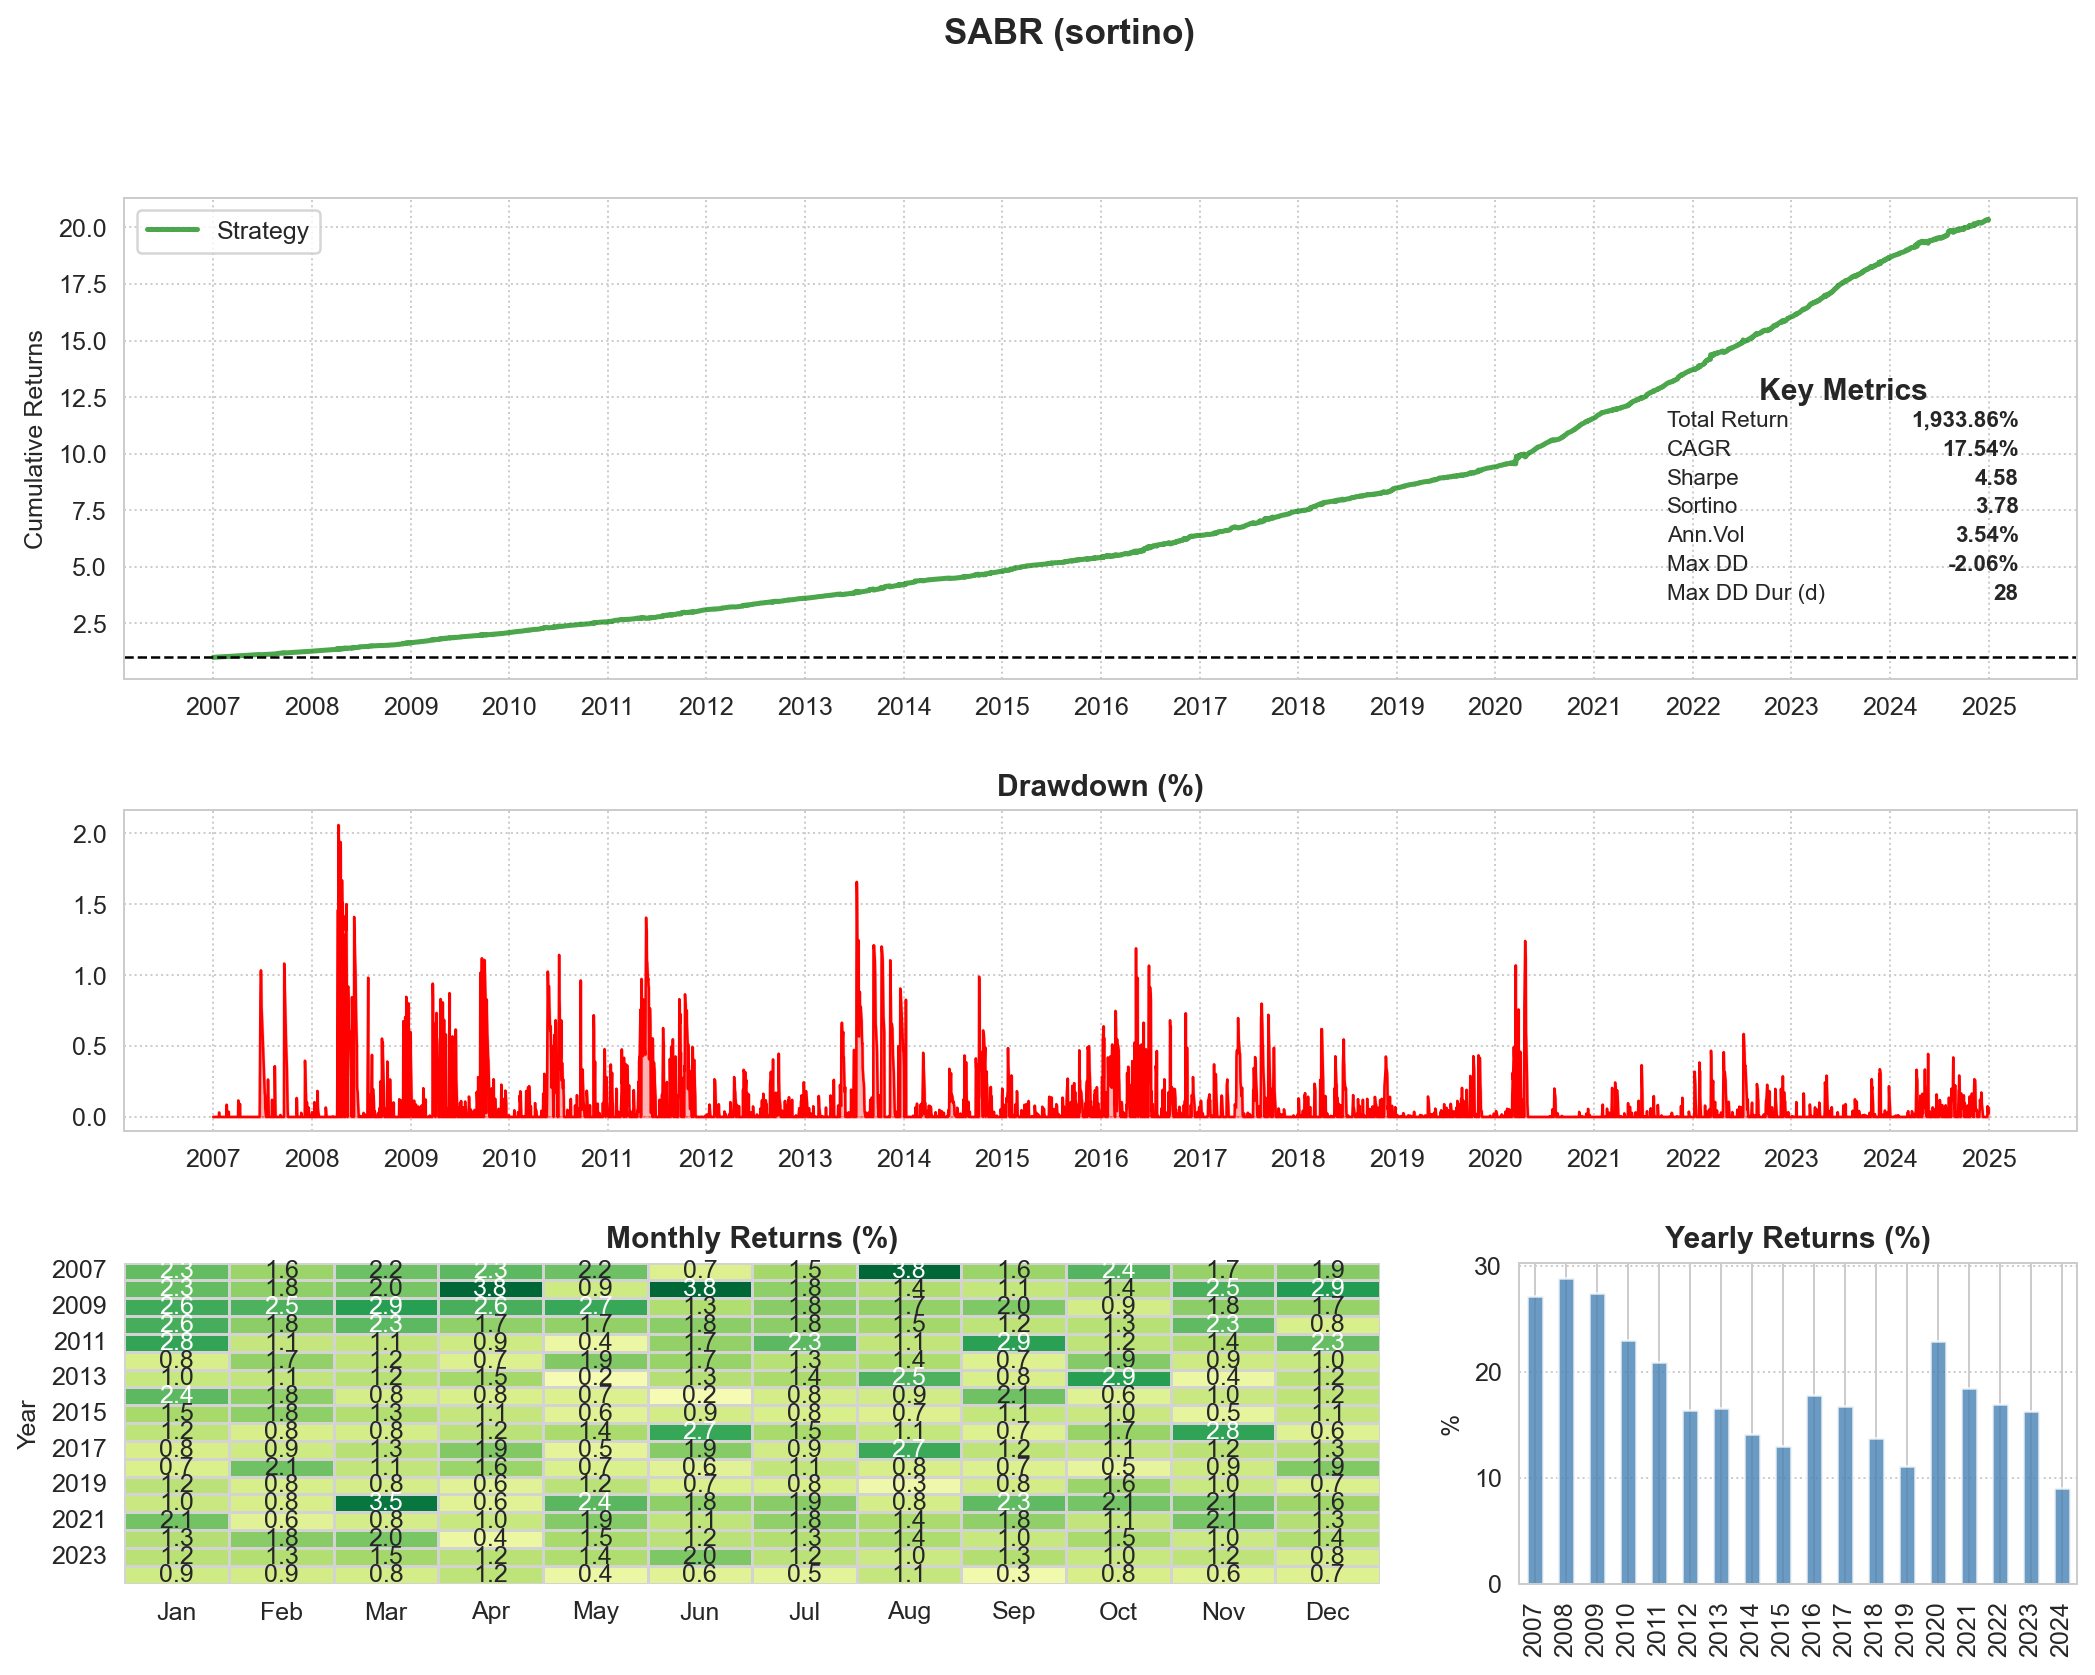 SABR (sortino)
Strategy
Cumulative Returns
20.0
17.5
15.0
12.5
10.0
7.5
5.0
2.5
Key Metrics
Total Return 1,933.86%
CAGR 17.54%
Sharpe 4.58
Sortino 3.78
Ann.Vol 3.54%
Max DD -2.06%
Max DD Dur (d) 28
2007 2008 2009 2010 2011 2012 2013 2014 2015 2016 2017 2018 2019 2020 2021 2022 2023 2024 2025
Drawdown (%)
2.0
1.5
1.0
0.5
0.0
2007 2008 2009 2010 2011 2012 2013 2014 2015 2016 2017 2018 2019 2020 2021 2022 2023 2024 2025
Monthly Returns (%)
Year
2007 2.3 1.6 2.2 2.3 2.2 0.7 1.5 3.8 1.6 2.4 1.7 1.9
2.3 1.8 2.0 3.8 0.9 3.8 1.8 1.4 1.1 1.4 2.5 2.9
2009 2.6 2.5 2.9 2.6 2.7 1.3 1.8 1.7 2.0 0.9 1.8 1.7
2.6 1.8 2.3 1.7 1.7 1.8 1.8 1.5 1.2 1.3 2.3 0.8
2011 2.8 1.1 1.1 0.9 0.4 1.7 2.3 1.1 2.9 1.2 1.4 2.3
0.8 1.7 1.2 0.7 1.9 1.7 1.3 1.4 0.7 1.9 0.9 1.0
2013 1.0 1.1 1.2 1.5 0.2 1.3 1.4 2.5 0.8 2.9 0.4 1.2
2.4 1.8 0.8 0.8 0.7 0.2 0.8 0.9 2.1 0.6 1.0 1.2
2015 1.5 1.8 1.3 1.1 0.6 0.9 0.8 0.7 1.1 1.0 0.5 1.1
1.2 0.8 0.8 1.2 1.4 2.7 1.5 1.1 0.7 1.7 2.8 0.6
2017 0.8 0.9 1.3 1.9 0.5 1.9 0.9 2.7 1.2 1.1 1.2 1.3
0.7 2.1 1.1 1.6 0.7 0.6 1.1 0.8 0.7 0.5 0.9 1.9
2019 1.2 0.8 0.8 0.6 1.2 0.7 0.8 0.3 0.8 1.6 1.0 0.7
1.0 0.8 3.5 0.6 2.4 1.8 1.9 0.8 2.3 2.1 2.1 1.6
2021 2.1 0.6 0.8 1.0 1.9 1.1 1.8 1.4 1.8 1.1 2.1 1.3
1.3 1.8 2.0 0.4 1.5 1.2 1.3 1.4 1.0 1.5 1.0 1.4
2023 1.2 1.3 1.5 1.2 1.4 2.0 1.2 1.0 1.3 1.0 1.2 0.8
0.9 0.9 0.8 1.2 0.4 0.6 0.5 1.1 0.3 0.8 0.6 0.7
Jan Feb Mar Apr May Jun Jul Aug Sep Oct Nov Dec
Yearly Returns (%)
%
30
20
10
0
2007 2008 2009 2010 2011 2012 2013 2014 2015 2016 2017 2018 2019 2020 2021 2022 2023 2024